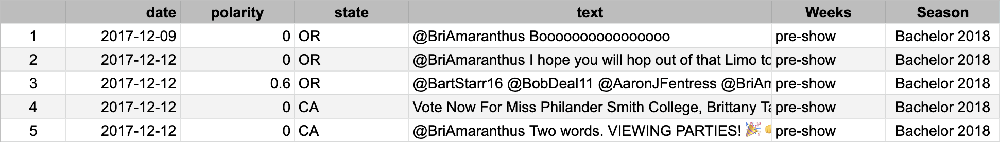 date polarity state text Weeks Season
1 2017-12-09 0 OR @BriAmaranthus Boooooooooooooooo pre-show Bachelor 2018
2 2017-12-12 0 OR @BriAmaranthus I hope you will hop out of that Limo to pre-show Bachelor 2018
3 2017-12-12 0.6 OR @BartStarr16 @BobDeal11 @AaronJFentress @BriAm pre-show Bachelor 2018
4 2017-12-12 0 CA Vote Now For Miss Philander Smith College, Brittany Ta pre-show Bachelor 2018
5 2017-12-12 0 CA @BriAmaranthus Two words. VIEWING PARTIES! 🎉 pre-show Bachelor 2018